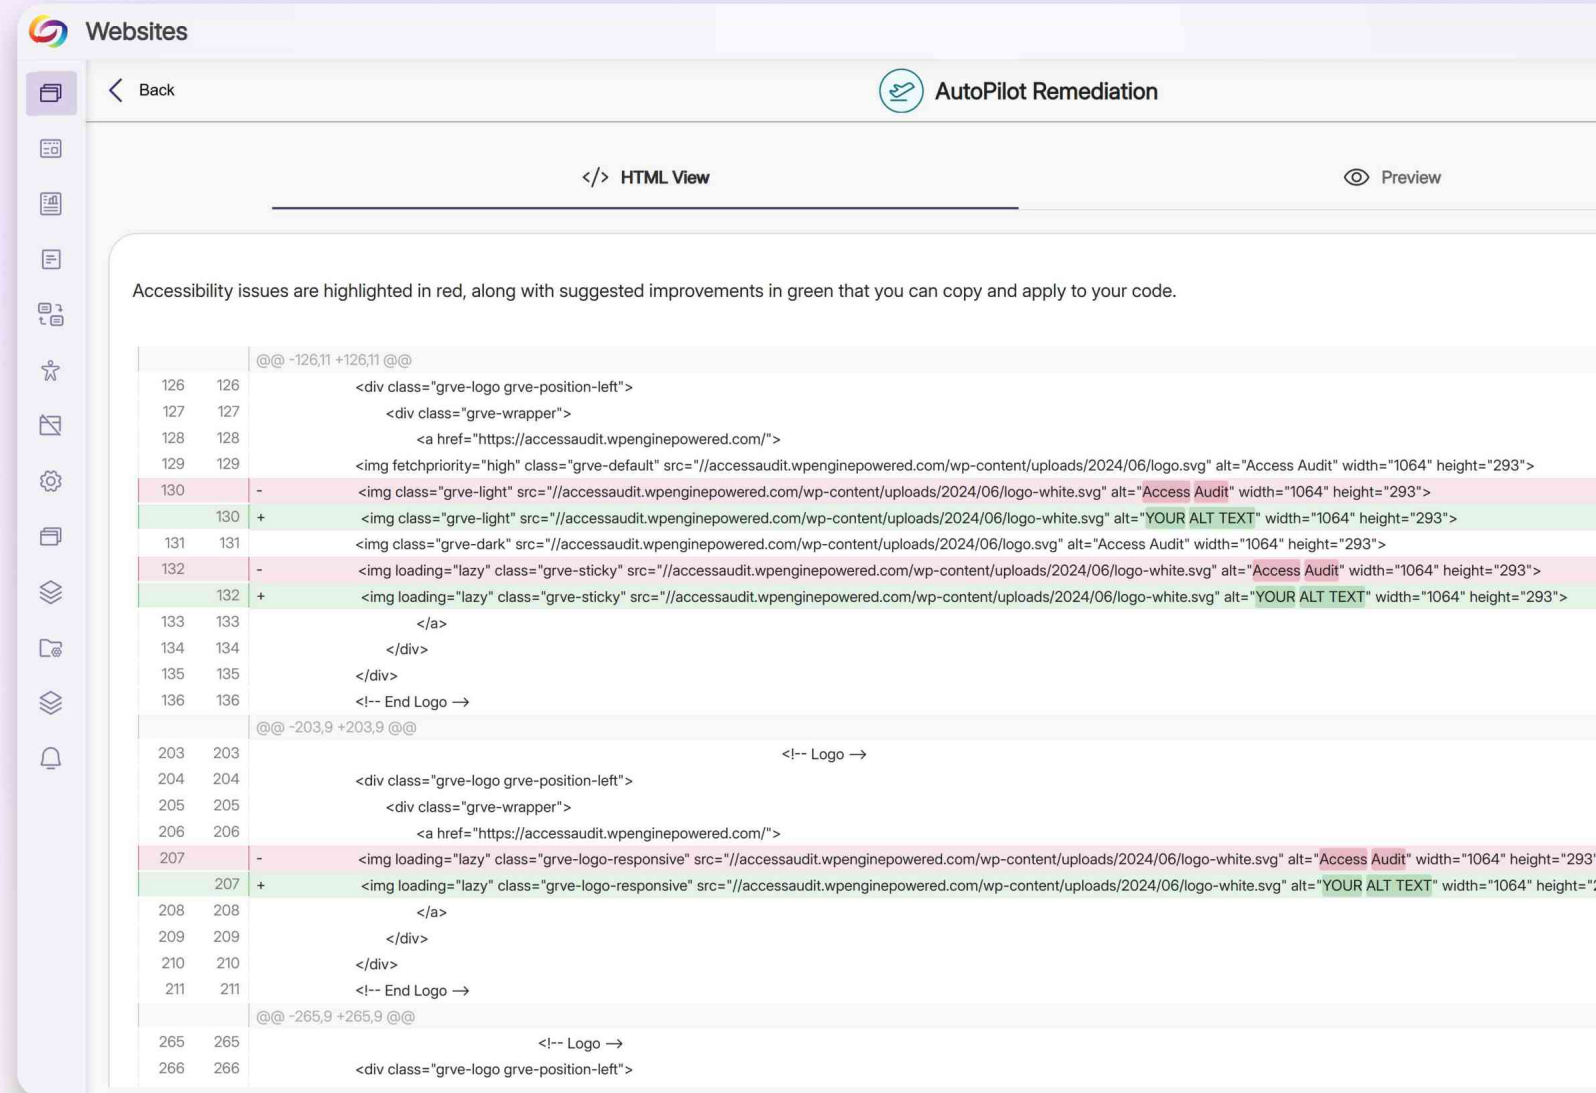 Websites
Back
AutoPilot Remediation
</> HTML View
Preview
Accessibility issues are highlighted in red, along with suggested improvements in green that you can copy and apply to your code.
@@ -126,11 +126,11 @@
126 126 <div class="grve-logo grve-position-left">
127 127 <div class="grve-wrapper">
128 128 <a href="https://accessaudit.wpenginepowered.com/">
129 129 <img fetchpriority="high" class="grve-default" src="//accessaudit.wpenginepowered.com/wp-content/uploads/2024/06/logo.svg" alt="Access Audit" width="1064" height="293">
130 - <img class="grve-light" src="//accessaudit.wpenginepowered.com/wp-content/uploads/2024/06/logo-white.svg" alt="Access Audit" width="1064" height="293">
130 + <img class="grve-light" src="//accessaudit.wpenginepowered.com/wp-content/uploads/2024/06/logo-white.svg" alt="YOUR ALT TEXT" width="1064" height="293">
131 131 <img class="grve-dark" src="//accessaudit.wpenginepowered.com/wp-content/uploads/2024/06/logo.svg" alt="Access Audit" width="1064" height="293">
132 - <img loading="lazy" class="grve-sticky" src="//accessaudit.wpenginepowered.com/wp-content/uploads/2024/06/logo-white.svg" alt="Access Audit" width="1064" height="293">
132 + <img loading="lazy" class="grve-sticky" src="//accessaudit.wpenginepowered.com/wp-content/uploads/2024/06/logo-white.svg" alt="YOUR ALT TEXT" width="1064" height="293">
133 133 </a>
134 134 </div>
135 135 </div>
136 136 <!-- End Logo -->
@@ -203,9 +203,9 @@
203 203 <!-- Logo -->
204 204 <div class="grve-logo grve-position-left">
205 205 <div class="grve-wrapper">
206 206 <a href="https://accessaudit.wpenginepowered.com/">
207 - <img loading="lazy" class="grve-logo-responsive" src="//accessaudit.wpenginepowered.com/wp-content/uploads/2024/06/logo-white.svg" alt="Access Audit" width="1064" height="293"
207 + <img loading="lazy" class="grve-logo-responsive" src="//accessaudit.wpenginepowered.com/wp-content/uploads/2024/06/logo-white.svg" alt="YOUR ALT TEXT" width="1064" height="
208 208 </a>
209 209 </div>
210 210 </div>
211 211 <!-- End Logo -->
@@ -265,9 +265,9 @@
265 265 <!-- Logo -->
266 266 <div class="grve-logo grve-position-left">